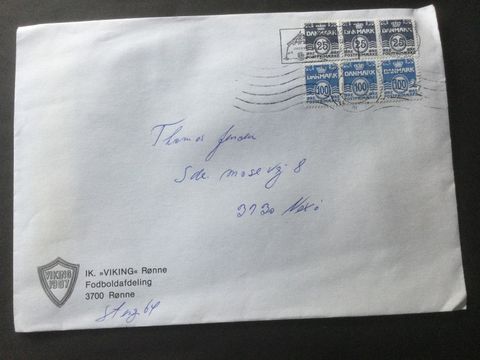 25 25 25
DANMARK DANMARK DANMARK
DANMARK DANMARK DANMARK
100 100 100
Thomas Jensen
Sdr. mosevej 8
3730 Nexø
VIKING
1907
IK. »VIKING« Rønne
Fodboldafdeling
3700 Rønne